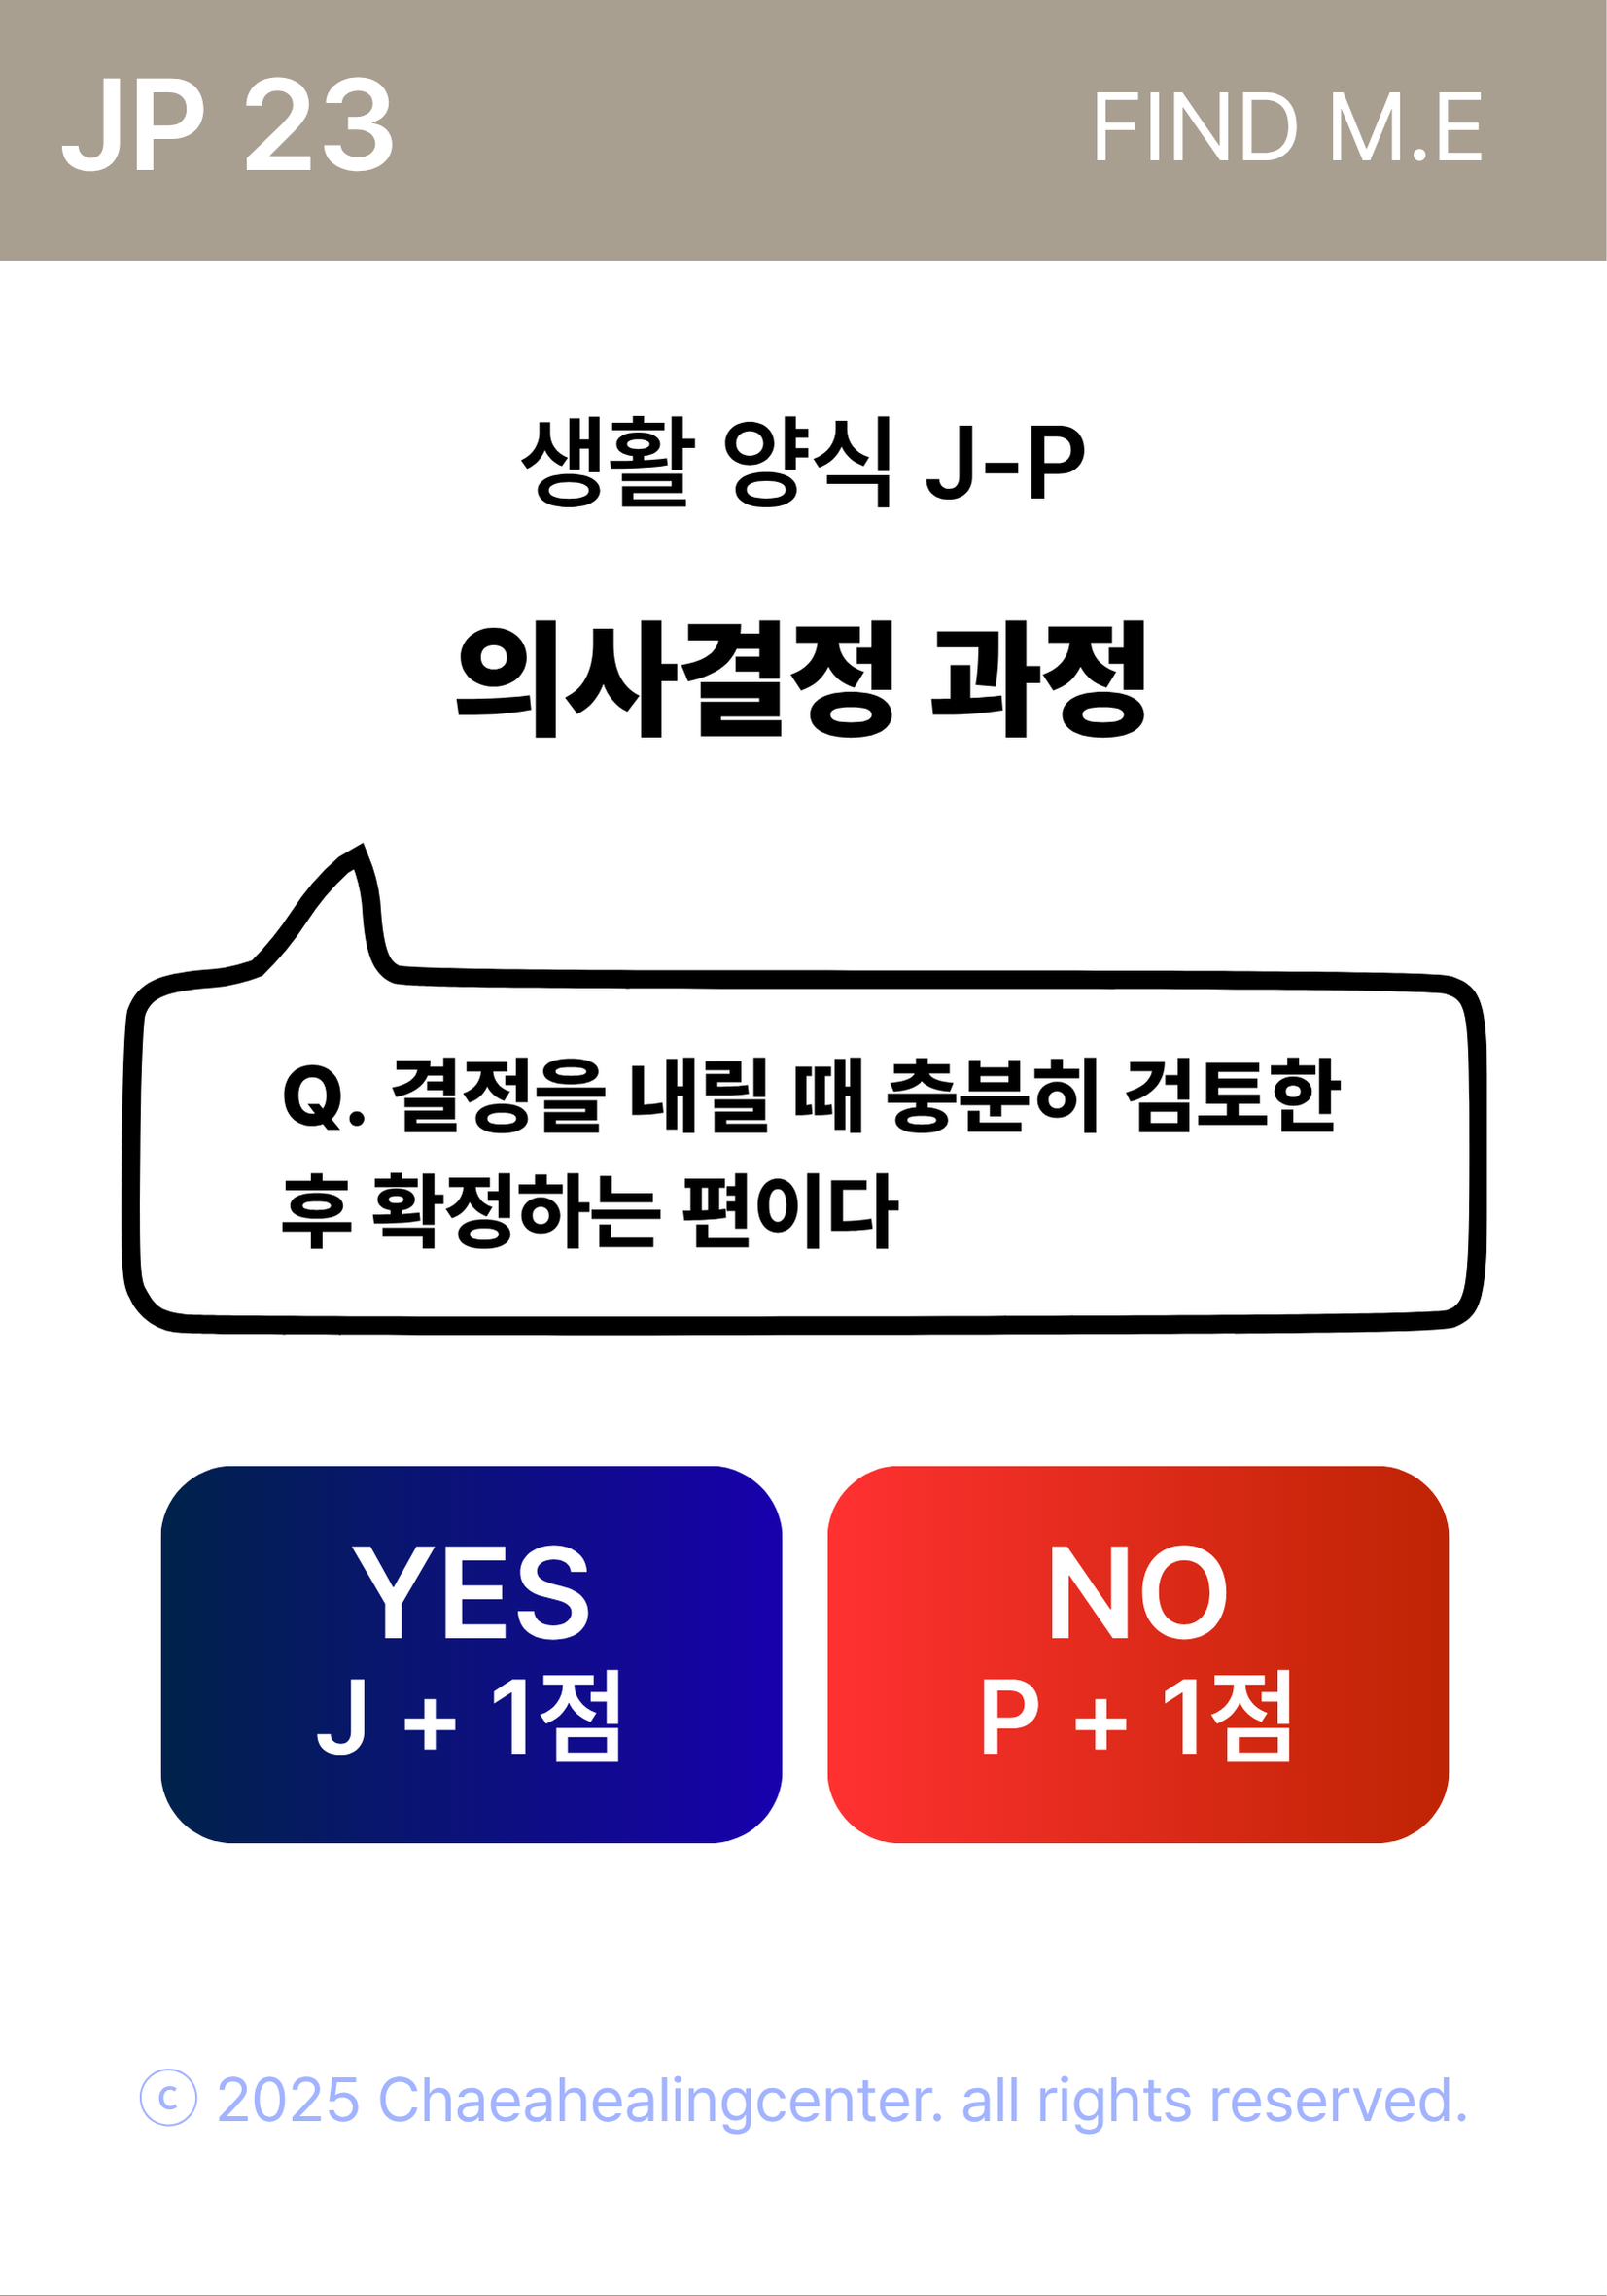 JP 23
FIND M.E
생활 양식 J-P
의사결정 과정
Q. 결정을 내릴 때 충분히 검토한
후 확정하는 편이다
YES
J + 1점
NO
P + 1점
© 2025 Chaeahealingcenter. all rights reserved.